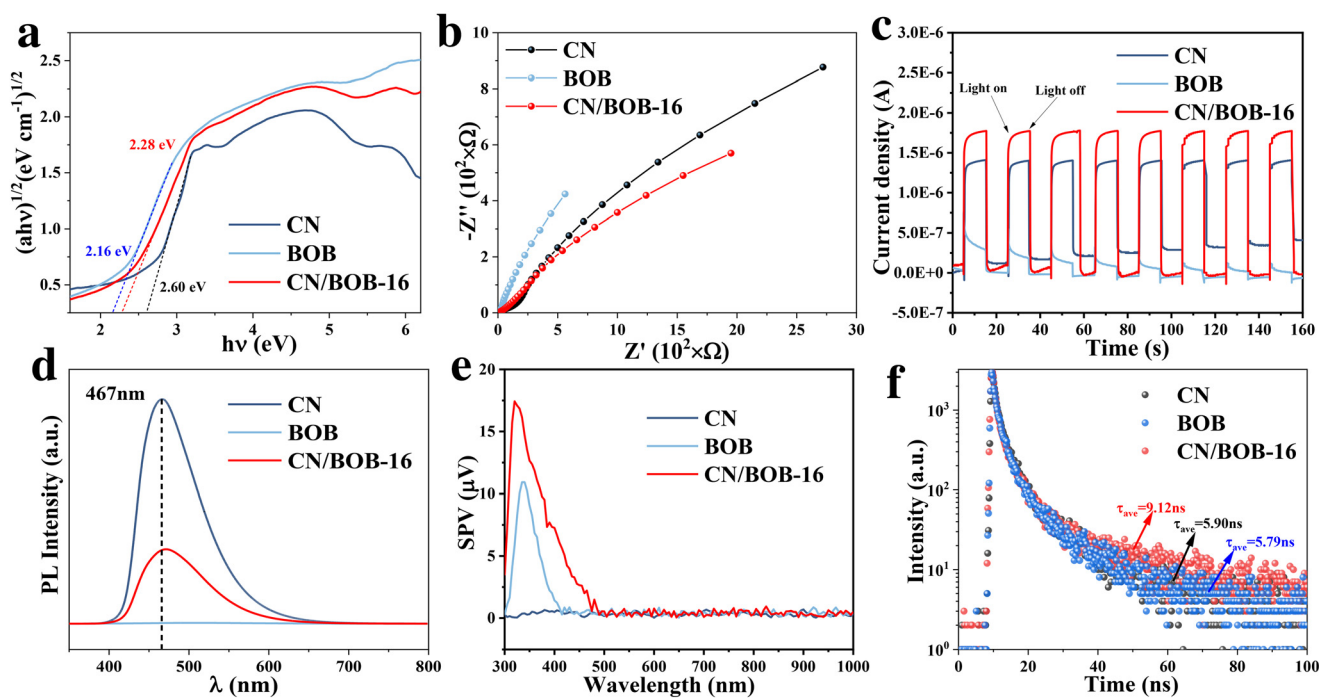 a
(ahv)^1/2 (eV cm^-1)^1/2
2.5
2.0
1.5
1.0
0.5
2.28 eV
2.16 eV
2.60 eV
CN
BOB
CN/BOB-16
2
3
4
5
6
hν (eV)
b
-Z'' (10²×Ω)
10
8
6
4
2
0
CN
BOB
CN/BOB-16
0
5
10
15
20
25
30
Z' (10²×Ω)
c
Current density (A)
3.0E-6
2.5E-6
2.0E-6
1.5E-6
1.0E-6
5.0E-7
0.0E+0
-5.0E-7
CN
BOB
CN/BOB-16
Light on
Light off
0
20
40
60
80
100
120
140
160
Time (s)
d
PL Intensity (a.u.)
467nm
CN
BOB
CN/BOB-16
400
500
600
700
800
λ (nm)
e
SPV (μV)
20
15
10
5
0
CN
BOB
CN/BOB-16
300
400
500
600
700
800
900
1000
Wavelength (nm)
f
Intensity (a.u.)
10³
10²
10¹
10⁰
CN
BOB
CN/BOB-16
τave=9.12ns
τave=5.90ns
τave=5.79ns
0
20
40
60
80
100
Time (ns)